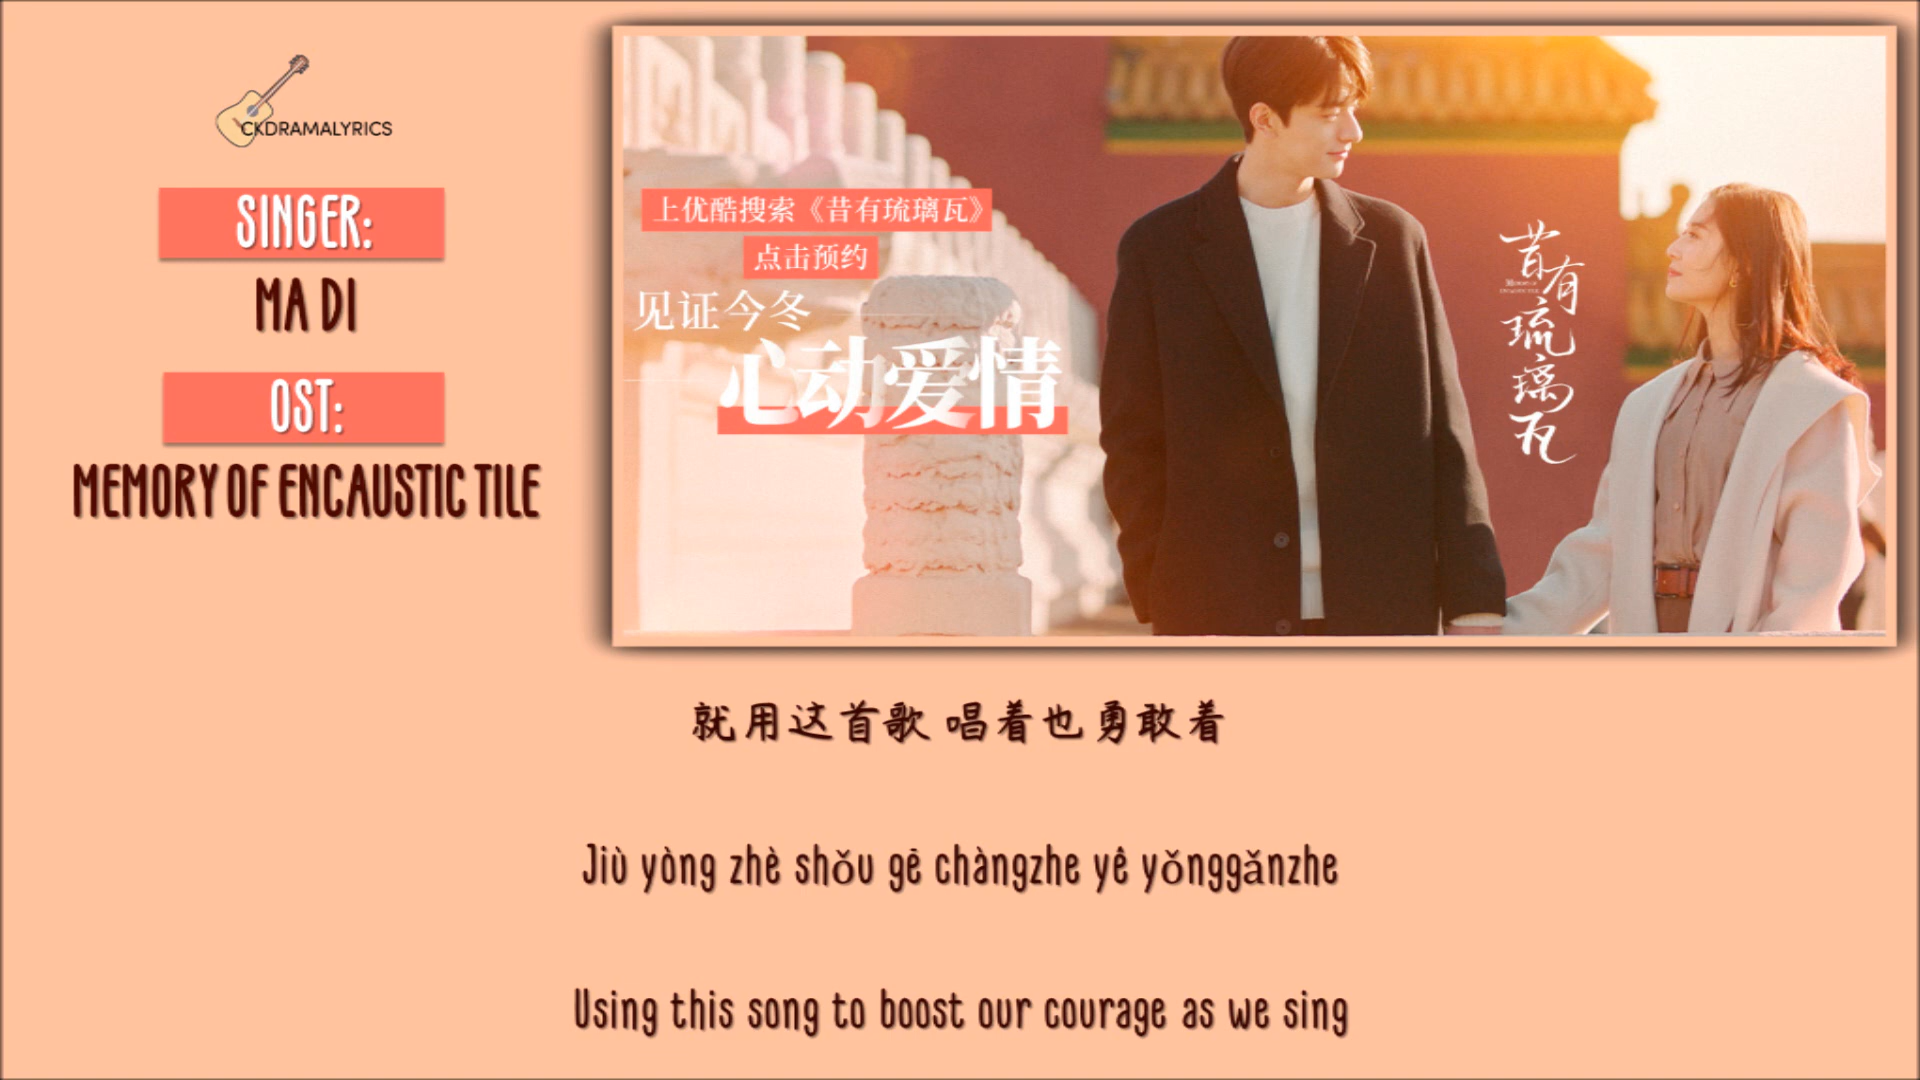 CKDRAMALYRICS
SINGER:
MA DI
OST:
MEMORY OF ENCAUSTIC TILE
上优酷搜索《昔有琉璃瓦》
点击预约
见证今冬
心动爱情
昔有琉璃瓦
就用这首歌 唱着也勇敢着
Jiù yòng zhè shǒu gē chàngzhe yě yǒnggǎnzhe
Using this song to boost our courage as we sing